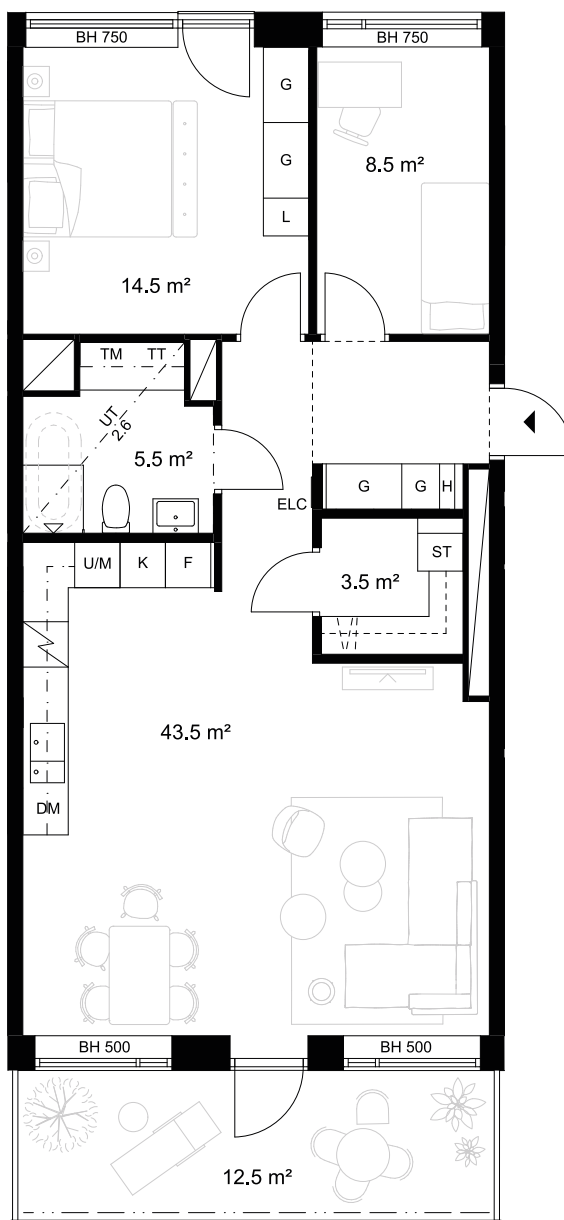 BH 750
BH 750
G
G
L
8.5 m²
14.5 m²
TM TT
UT
2.6
5.5 m²
G G H
ELC
ST
3.5 m²
U/M K F
43.5 m²
DM
BH 500
BH 500
12.5 m²